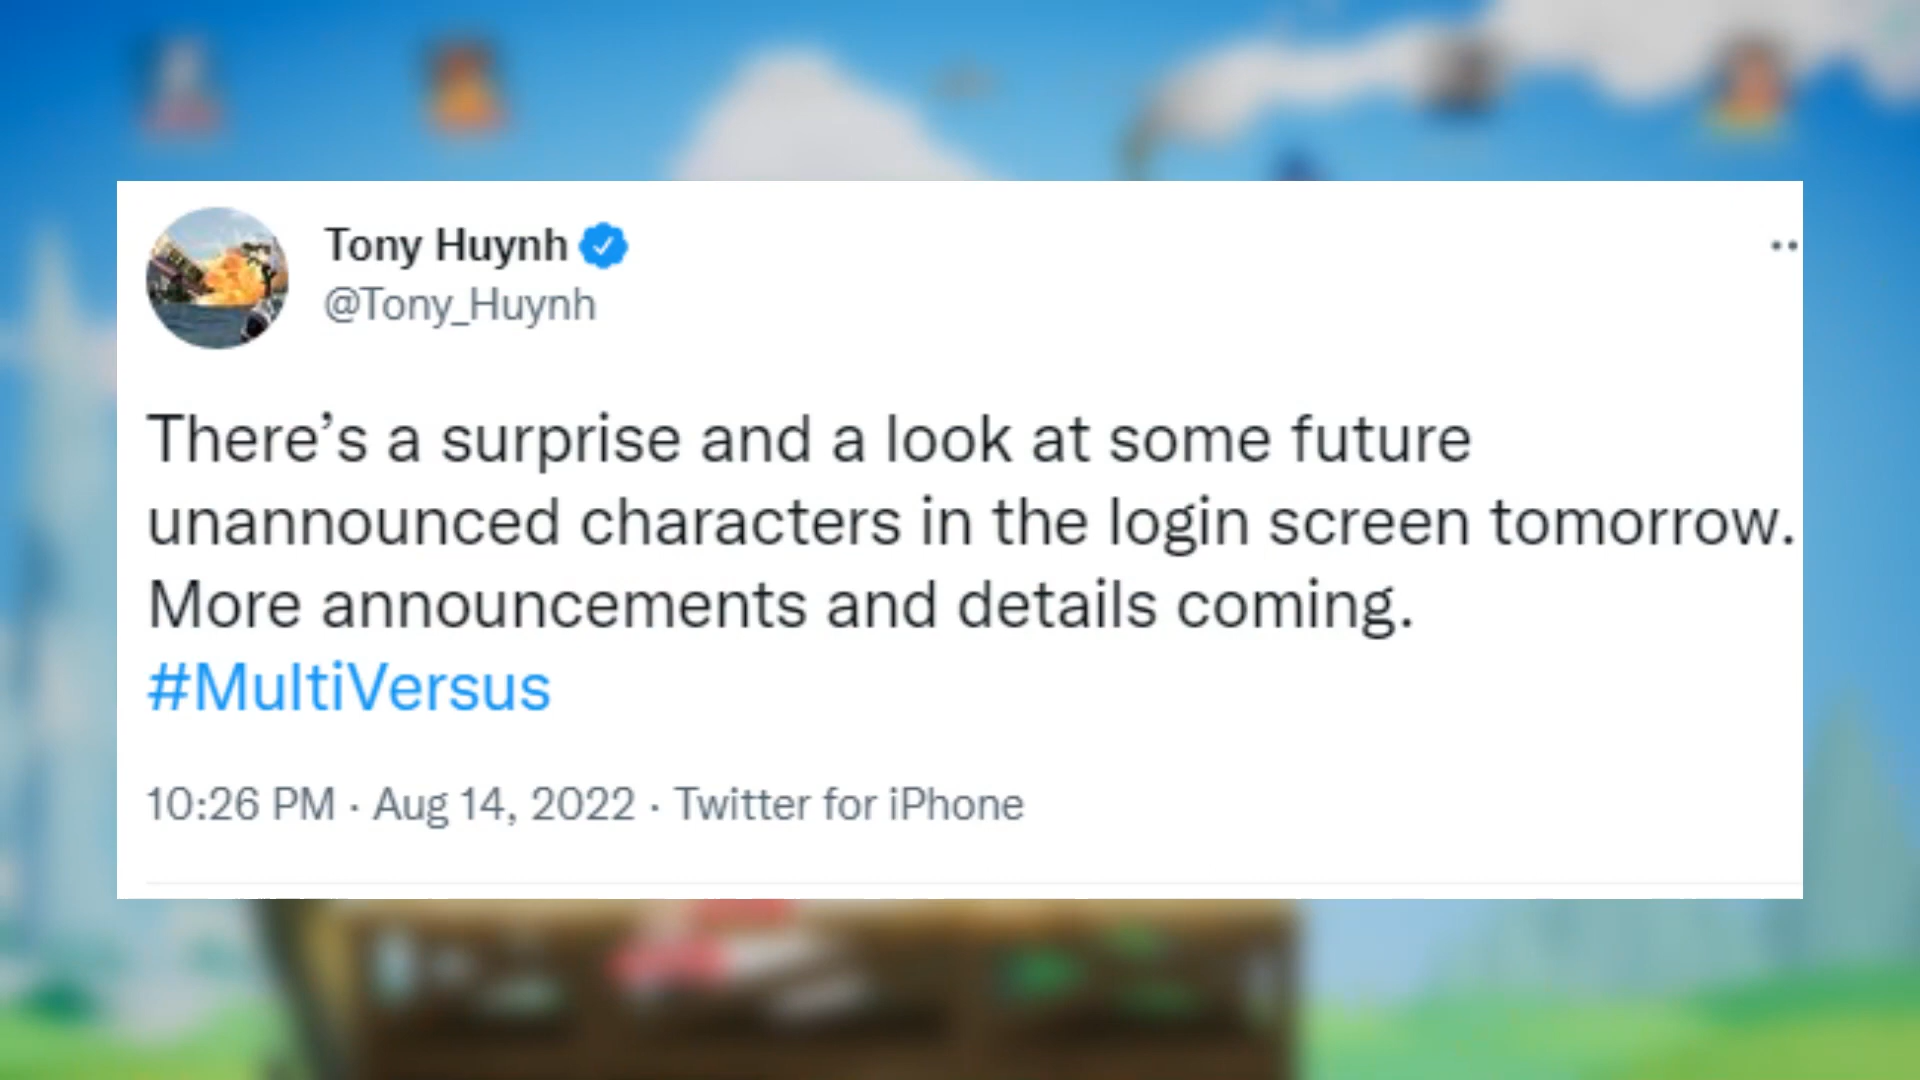 Tony Huynh
@Tony_Huynh
There’s a surprise and a look at some future
unannounced characters in the login screen tomorrow.
More announcements and details coming.
#MultiVersus
10:26 PM · Aug 14, 2022 · Twitter for iPhone